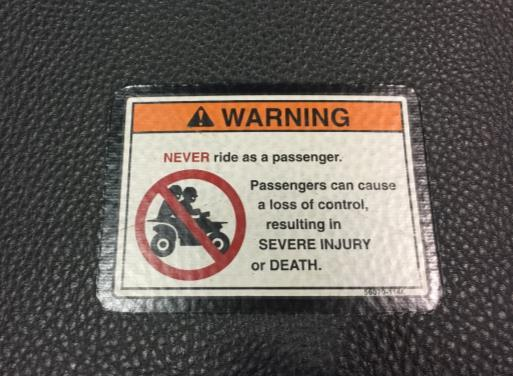 WARNING
NEVER ride as a passenger.
Passengers can cause
a loss of control,
resulting in
SEVERE INJURY
or DEATH.